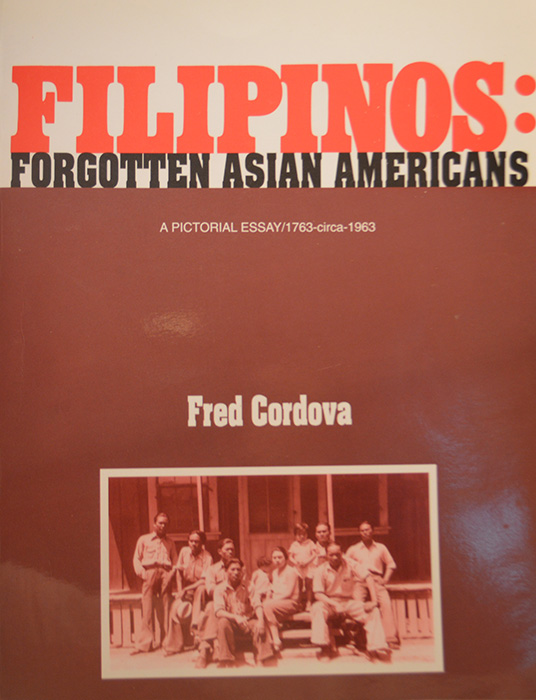 FILIPINOS:
FORGOTTEN ASIAN AMERICANS
A PICTORIAL ESSAY/1763-circa-1963
Fred Cordova